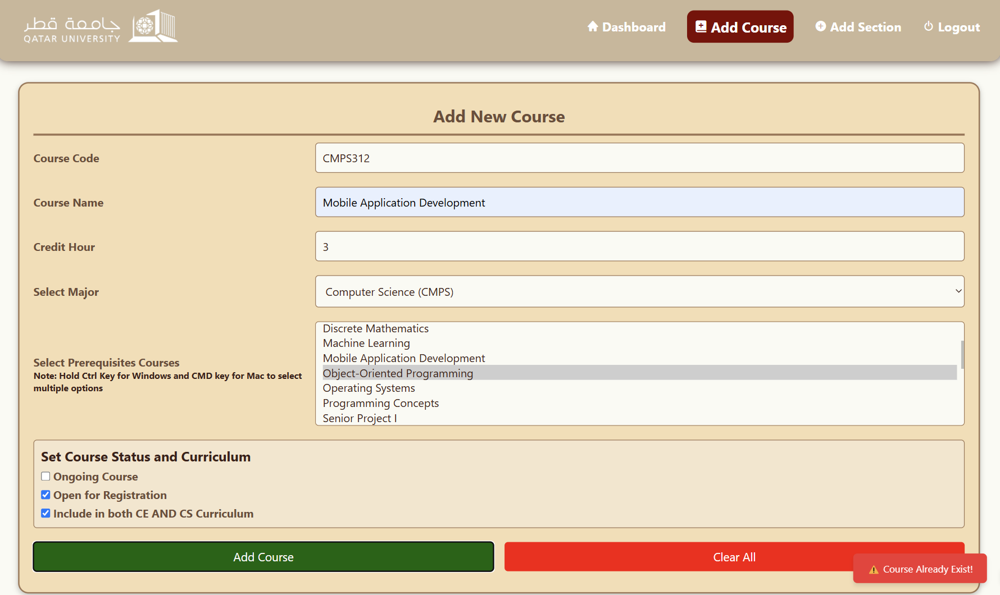 جامعة قطر
QATAR UNIVERSITY
Dashboard
Add Course
Add Section
Logout
Add New Course
Course Code
CMPS312
Course Name
Mobile Application Development
Credit Hour
3
Select Major
Computer Science (CMPS)
Select Prerequisites Courses
Note: Hold Ctrl Key for Windows and CMD key for Mac to select
multiple options
Discrete Mathematics
Machine Learning
Mobile Application Development
Object-Oriented Programming
Operating Systems
Programming Concepts
Senior Project I
Set Course Status and Curriculum
Ongoing Course
Open for Registration
Include in both CE AND CS Curriculum
Add Course
Clear All
Course Already Exist!